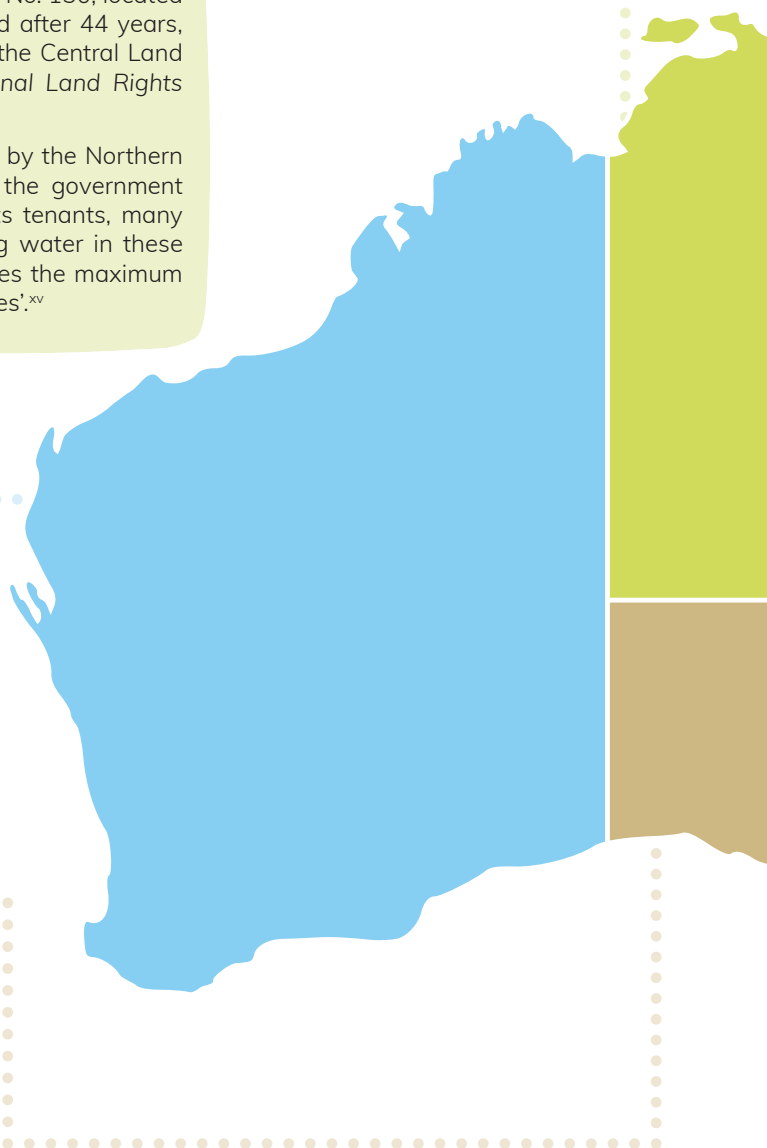 d after 44 years,
the Central Land
nal Land Rights
by the Northern
the government
s tenants, many
g water in these
es the maximum
es'.xv